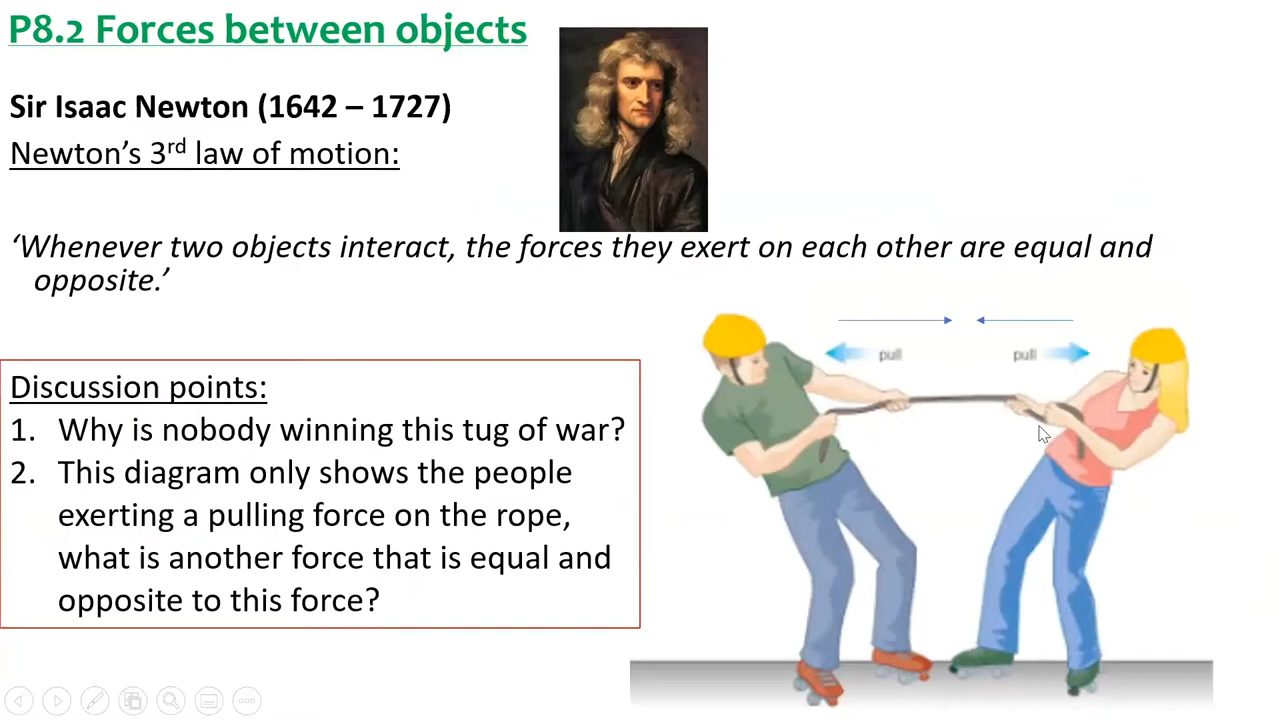 P8.2 Forces between objects
Sir Isaac Newton (1642 – 1727)
Newton’s 3rd law of motion:
‘Whenever two objects interact, the forces they exert on each other are equal and
opposite.’
pull
pull
Discussion points:
1. Why is nobody winning this tug of war?
2. This diagram only shows the people
exerting a pulling force on the rope,
what is another force that is equal and
opposite to this force?